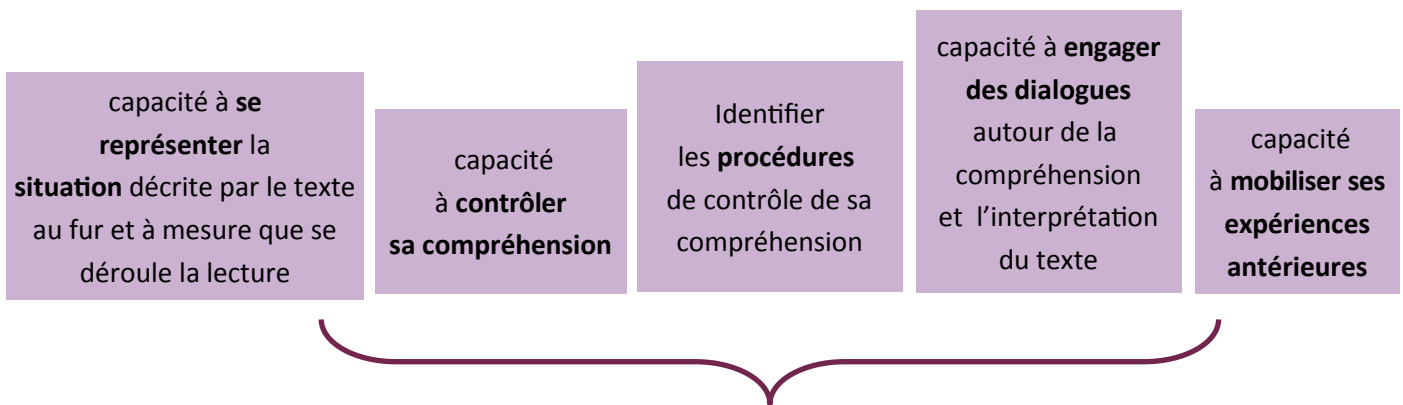 capacité à se
représenter la
situation décrite par le texte
au fur et à mesure que se
déroule la lecture
capacité
à contrôler
sa compréhension
Identifier
les procédures
de contrôle de sa
compréhension
capacité à engager
des dialogues
autour de la
compréhension
et l’interprétation
du texte
capacité
à mobiliser ses
expériences
antérieures